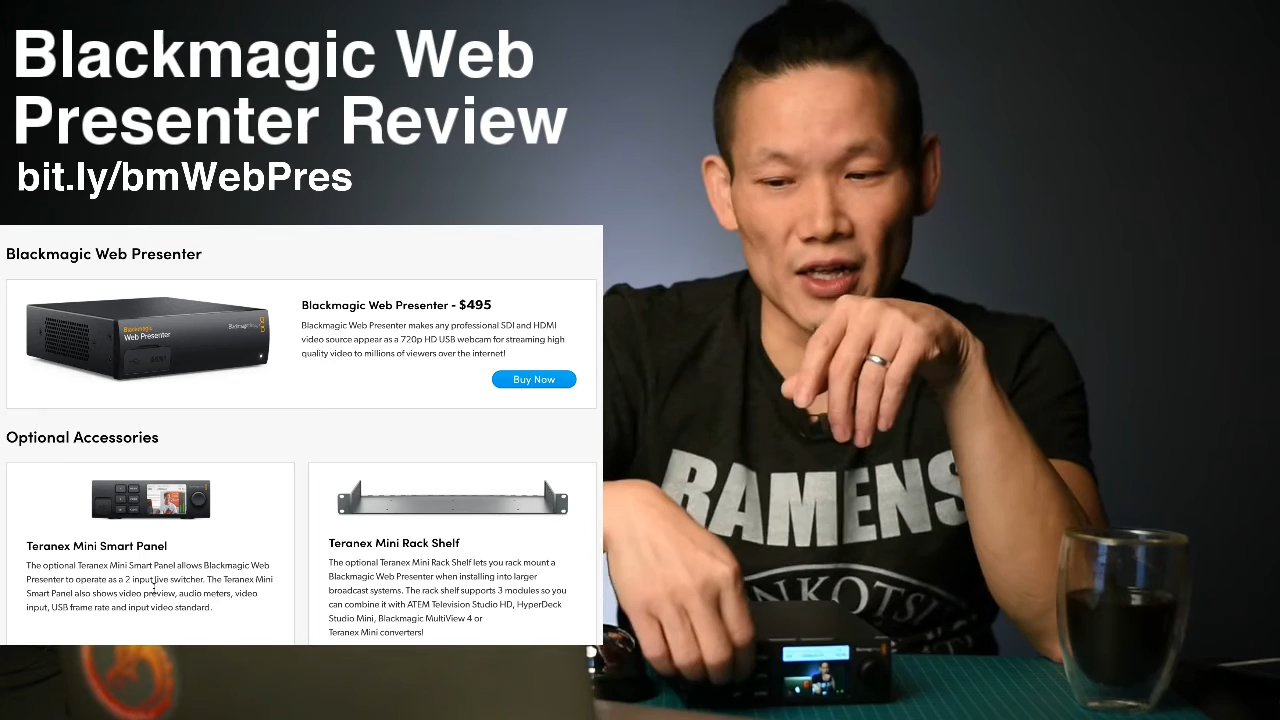 Blackmagic Web
Presenter Review
bit.ly/bmWebPres
Blackmagic Web Presenter
Blackmagic
Web Presenter
Blackmagic Web Presenter - $495
Blackmagic Web Presenter makes any professional SDI and HDMI
video source appear as a 720p HD USB webcam for streaming high
quality video to millions of viewers over the internet!
Buy Now
Optional Accessories
Teranex Mini Smart Panel
The optional Teranex Mini Smart Panel allows Blackmagic Web
Presenter to operate as a 2 input live switcher. The Teranex Mini
Smart Panel also shows video preview, audio meters, video
input, USB frame rate and input video standard.
Teranex Mini Rack Shelf
The optional Teranex Mini Rack Shelf lets you rack mount a
Blackmagic Web Presenter when installing into larger
broadcast systems. The rack shelf supports 3 modules so you
can combine it with ATEM Television Studio HD, HyperDeck
Studio Mini, Blackmagic MultiView 4 or
Teranex Mini converters!
RAMENS
NKOTSU